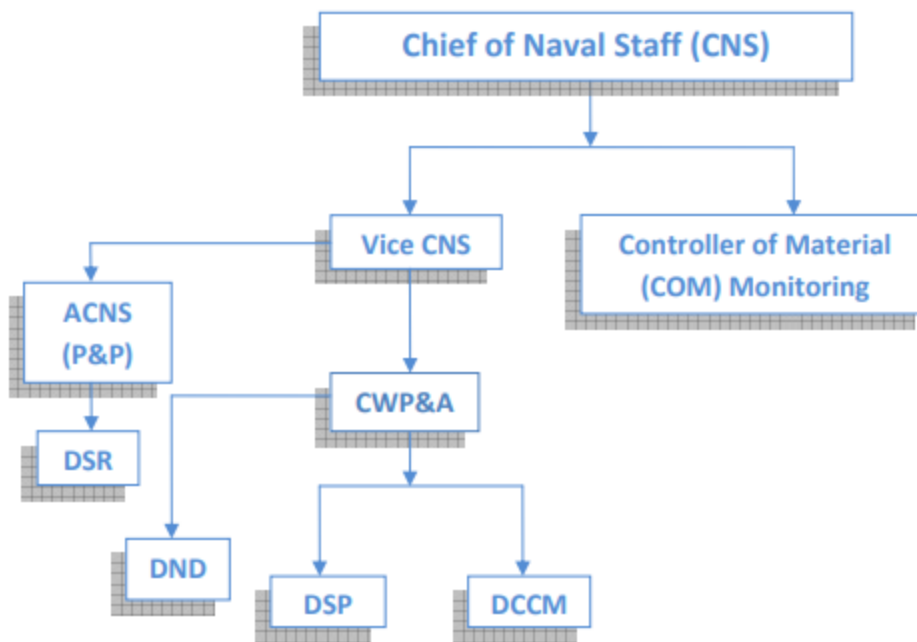 Chief of Naval Staff (CNS)
Vice CNS
Controller of Material
(COM) Monitoring
ACNS
(P&P)
CWP&A
DSR
DND
DSP
DCCM